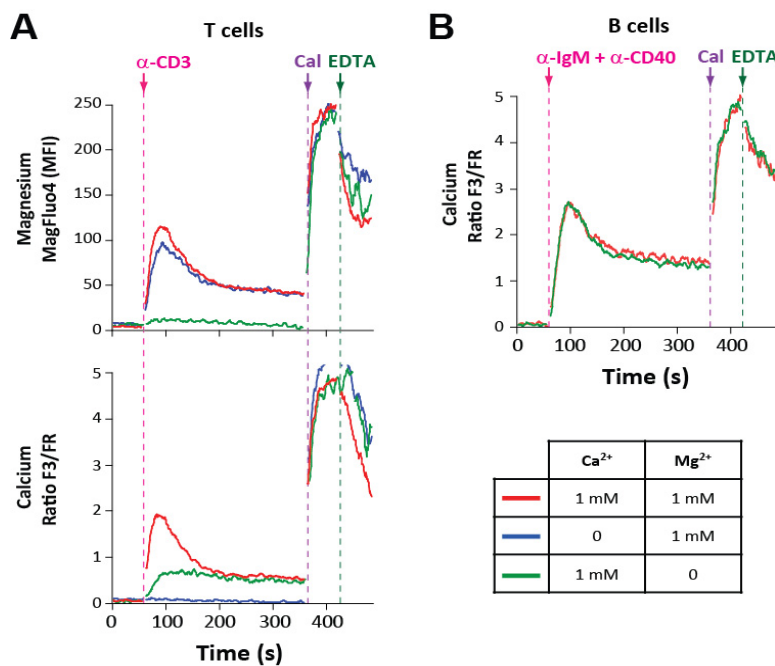 A
T cells
α-CD3
Cal
EDTA
Magnesium
MagFluo4 (MFI)
250
200
150
100
50
0
Calcium
Ratio F3/FR
5
4
3
2
1
0
0
100
200
300
400
Time (s)
B
B cells
α-IgM + α-CD40
Cal
EDTA
Calcium
Ratio F3/FR
5
4
3
2
1
0
0
100
200
300
400
Time (s)
Ca²⁺ Mg²⁺
1 mM 1 mM
0 1 mM
1 mM 0